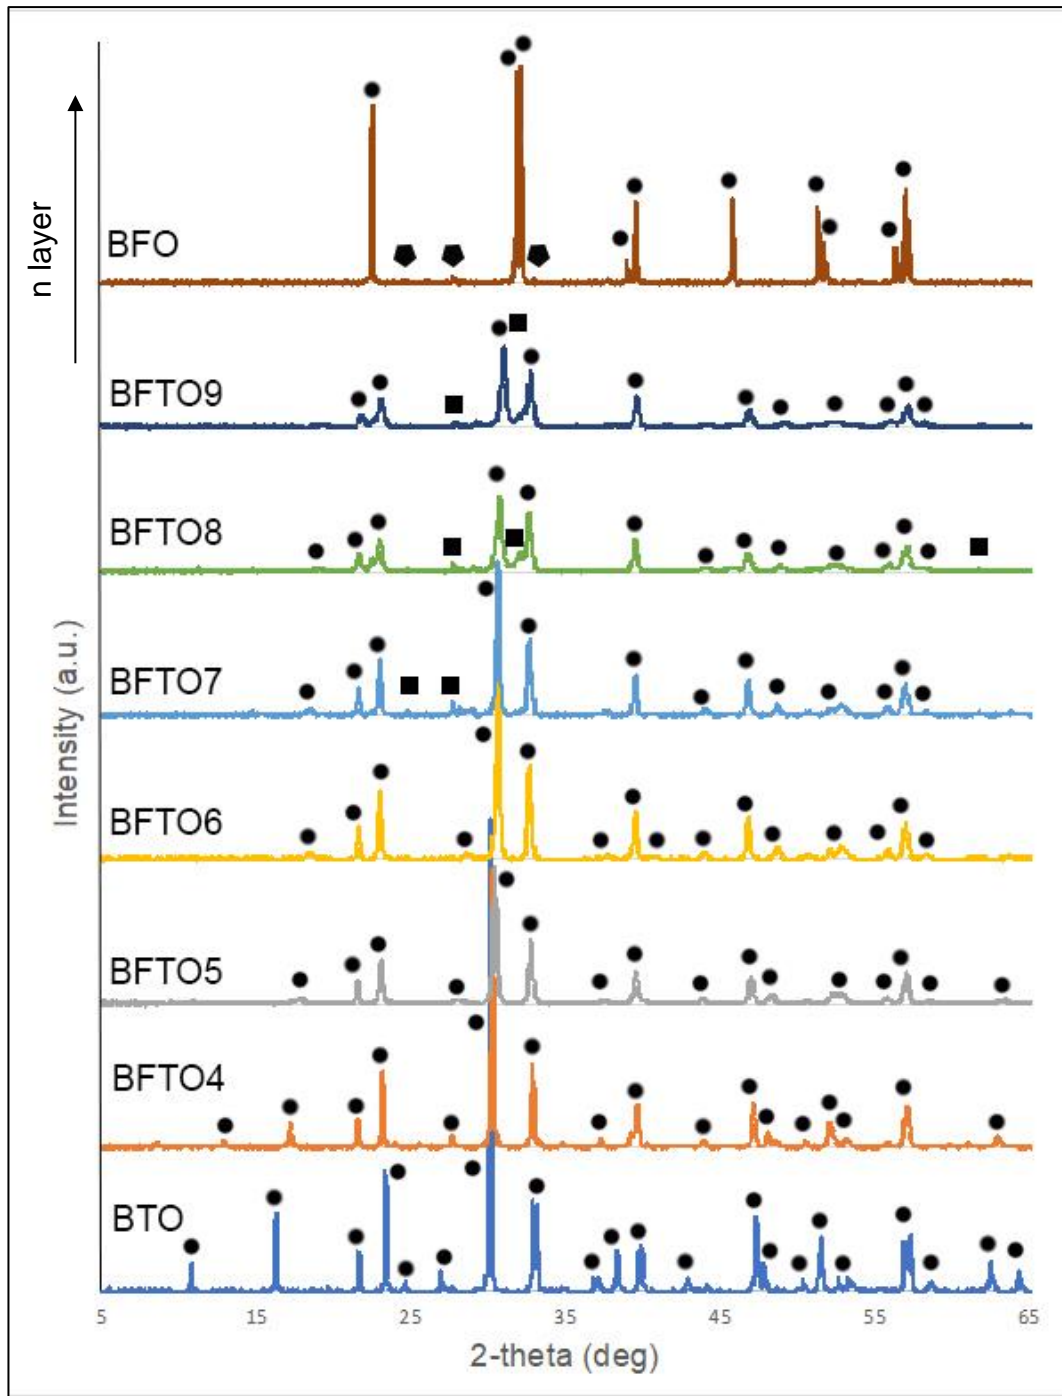 n layer
BFO
BFTO9
BFTO8
BFTO7
BFTO6
BFTO5
BFTO4
BTO
Intensity (a.u.)
5 15 25 35 45 55 65
2-theta (deg)